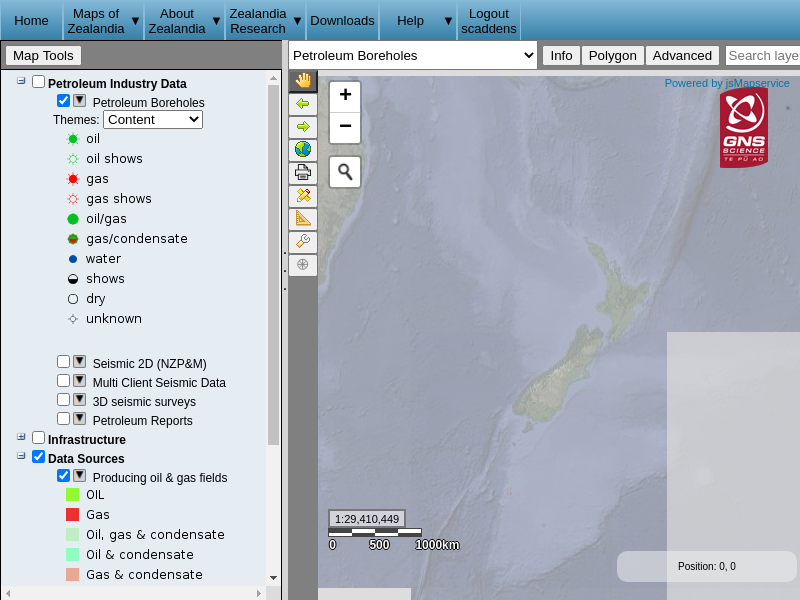 Home
Maps of Zealandia ▼
About Zealandia ▼
Zealandia Research ▼
Downloads
Help ▼
Logout scaddens
Map Tools
Petroleum Boreholes
Info
Polygon
Advanced
Search laye
Petroleum Industry Data
Petroleum Boreholes
Themes: Content
oil
oil shows
gas
gas shows
oil/gas
gas/condensate
water
shows
dry
unknown
Seismic 2D (NZP&M)
Multi Client Seismic Data
3D seismic surveys
Petroleum Reports
Infrastructure
Data Sources
Producing oil & gas fields
OIL
Gas
Oil, gas & condensate
Oil & condensate
Gas & condensate
+
−
Powered by jsMapservice
GNS
SCIENCE
TE PŪ AO
1:29,410,449
0 500 1000km
Position: 0, 0